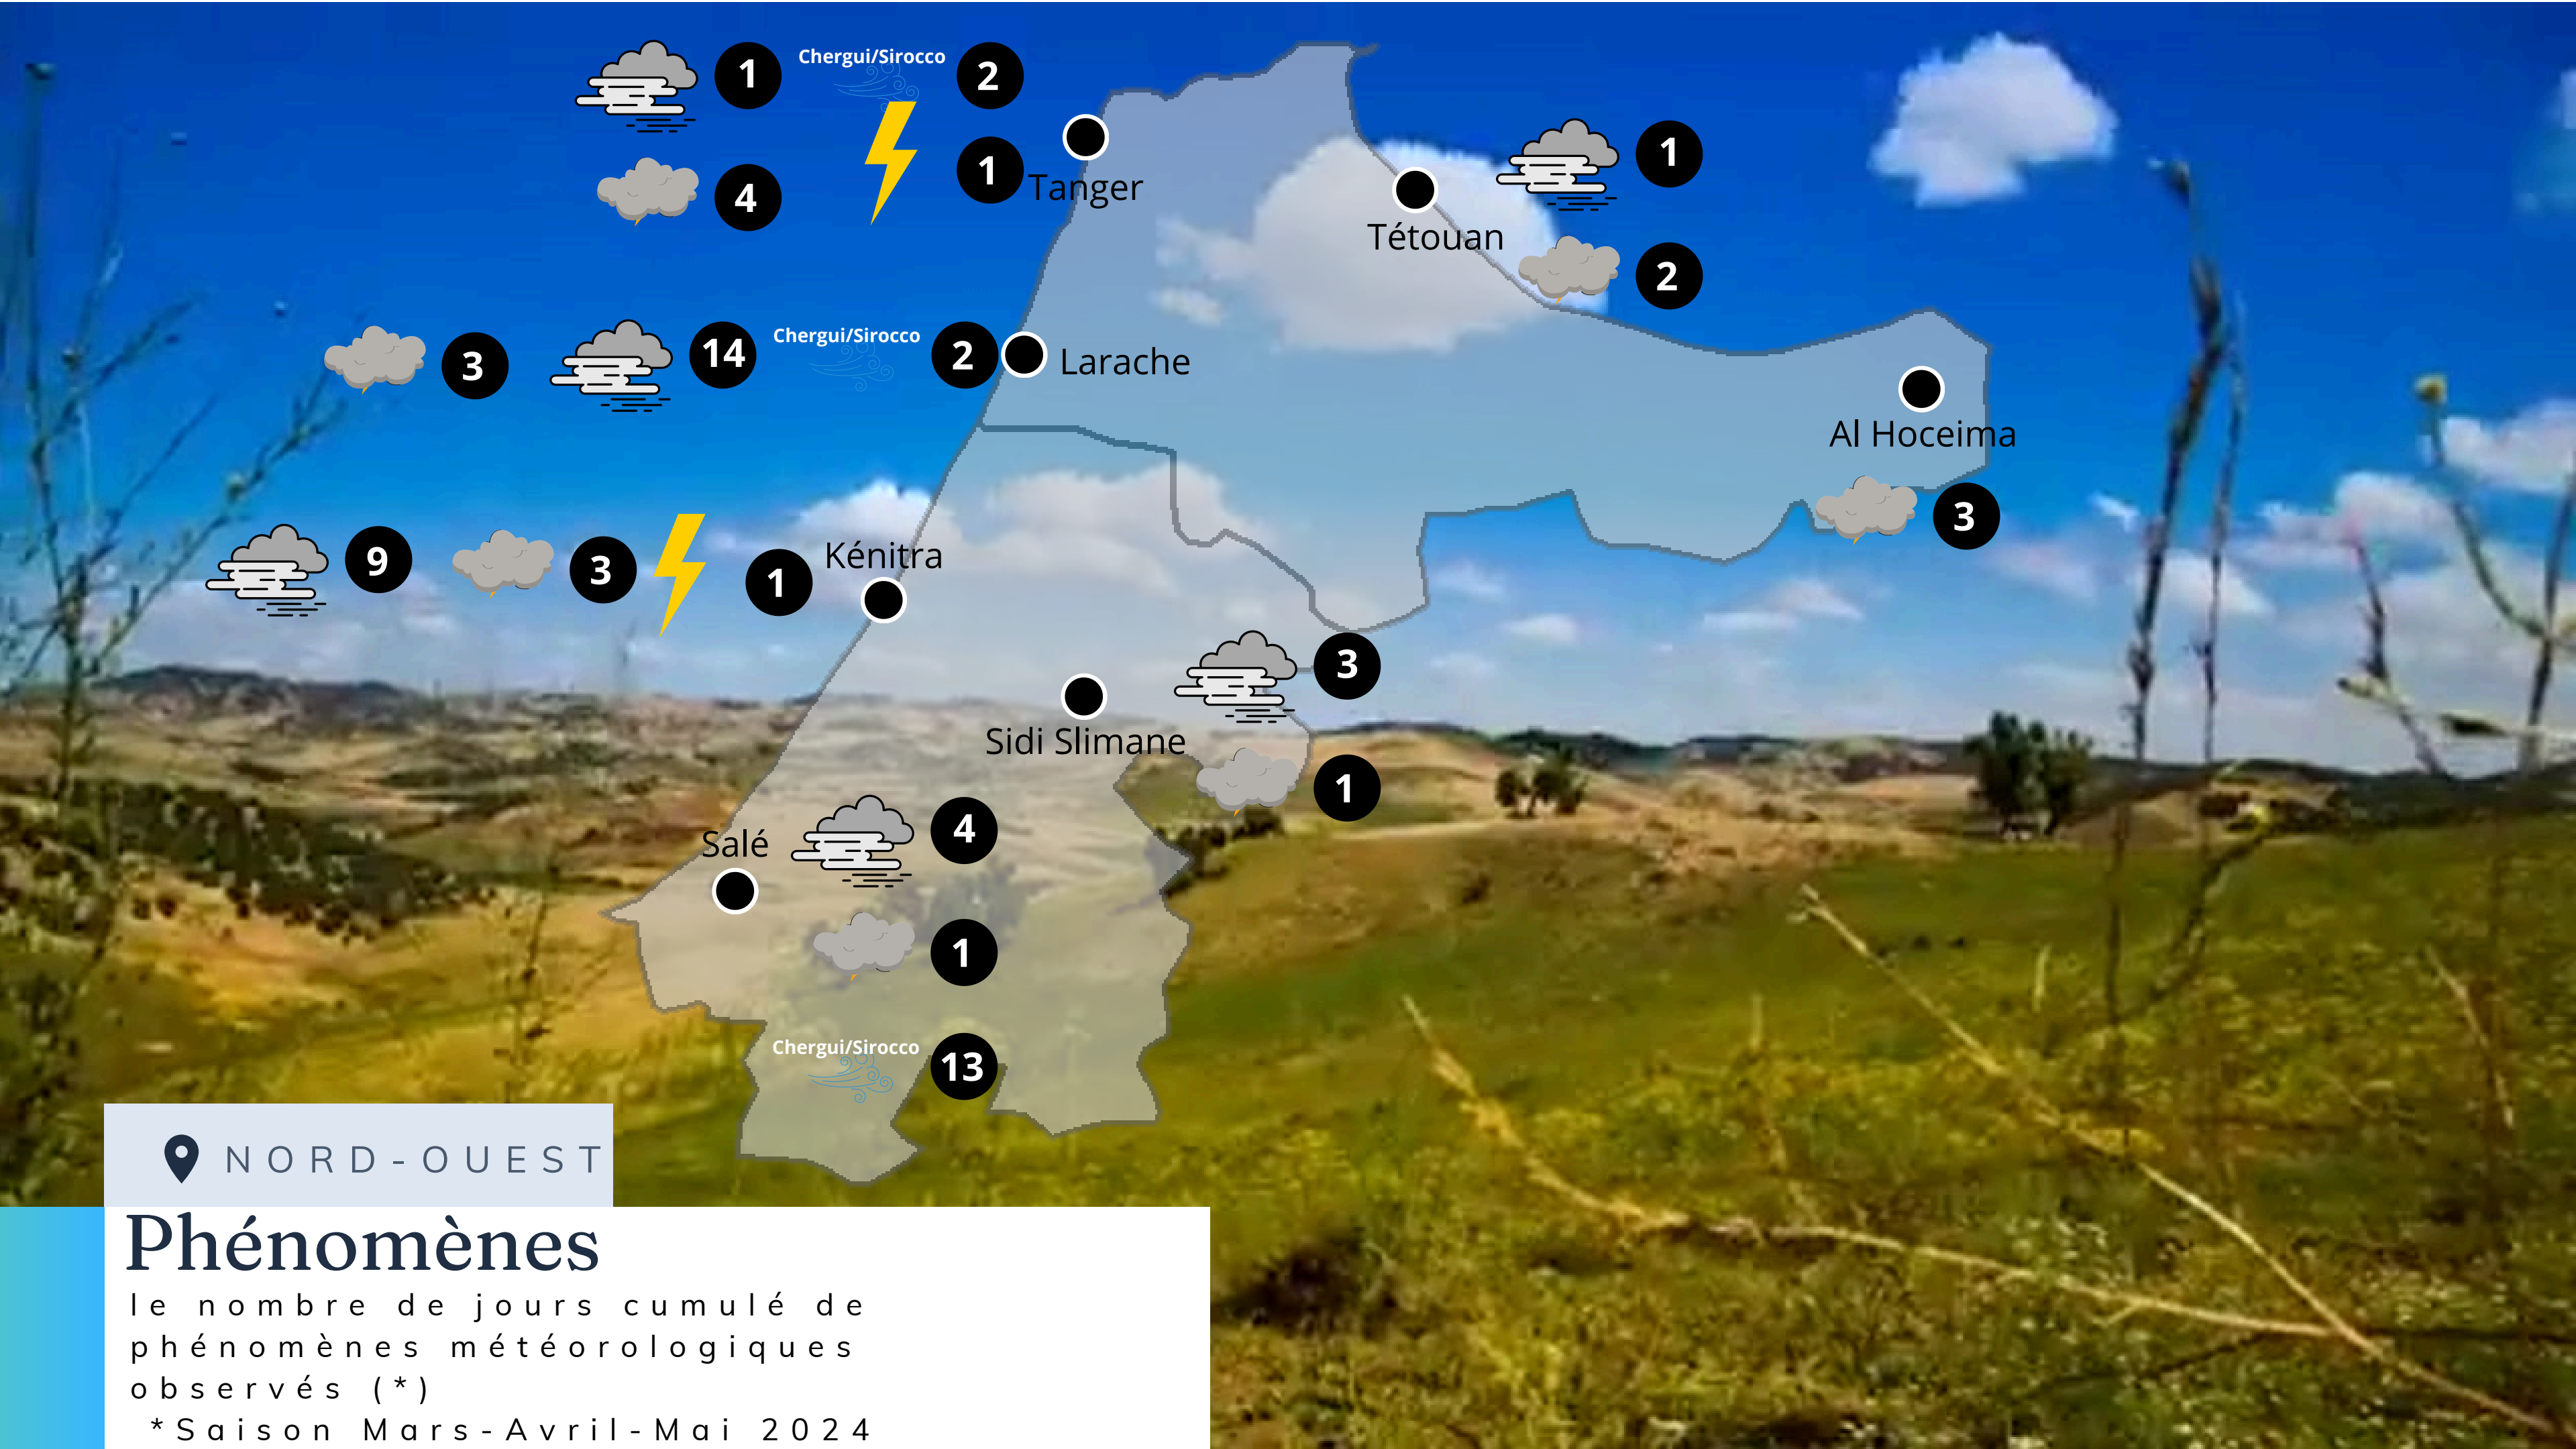 1
Chergui/Sirocco
2
4
1
Tanger
1
Tétouan
2
3
14
Chergui/Sirocco
2
Larache
Al Hoceima
3
9
3
1
Kénitra
3
Sidi Slimane
1
Salé
4
1
Chergui/Sirocco
13
NORD-OUEST
Phénomènes
le nombre de jours cumulé de
phénomènes météorologiques
observés (*)
*Saison Mars-Avril-Mai 2024